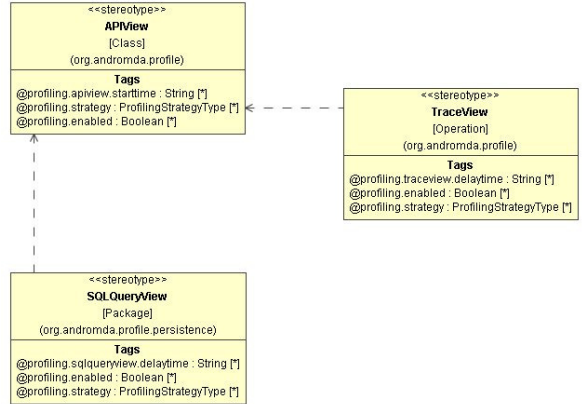 <<stereotype>>
APIView
[Class]
(org.andromda.profile)
Tags
@profiling.apiview.starttime : String [*]
@profiling.strategy : ProfilingStrategyType [*]
@profiling.enabled : Boolean [*]
<<stereotype>>
TraceView
[Operation]
(org.andromda.profile)
Tags
@profiling.traceview.delaytime : String [*]
@profiling.enabled : Boolean [*]
@profiling.strategy : ProfilingStrategyType [*]
<<stereotype>>
SQLQueryView
[Package]
(org.andromda.profile.persistence)
Tags
@profiling.sqlqueryview.delaytime : String [*]
@profiling.enabled : Boolean [*]
@profiling.strategy : ProfilingStrategyType [*]